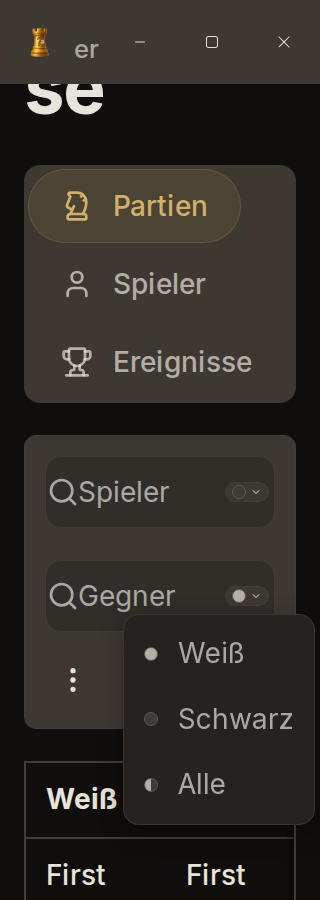 er
se
Partien
Spieler
Ereignisse
Spieler
Gegner
Weiß
Schwarz
Alle
Weiß
First First